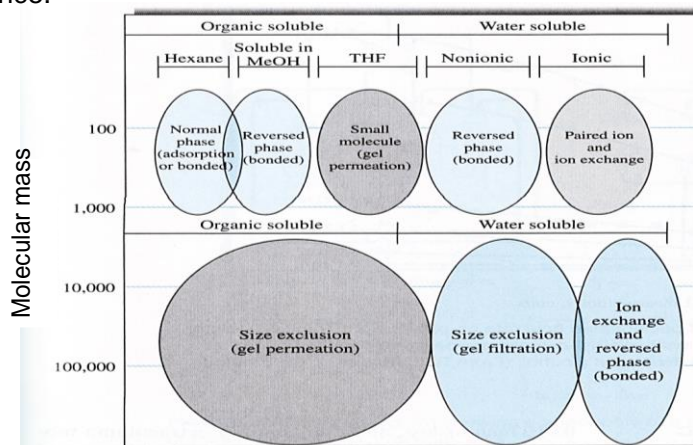 Organic soluble Water soluble
Hexane Soluble in MeOH THF Nonionic Ionic
100
Normal
phase
(adsorption
or bonded)
Reversed
phase
(bonded)
Small
molecule
(gel
permeation)
Reversed
phase
(bonded)
Paired ion
and
ion exchange
1,000
Organic soluble Water soluble
Molecular mass
10,000
Size exclusion
(gel permeation)
Size exclusion
(gel filtration)
Ion
exchange
and
reversed
phase
(bonded)
100,000